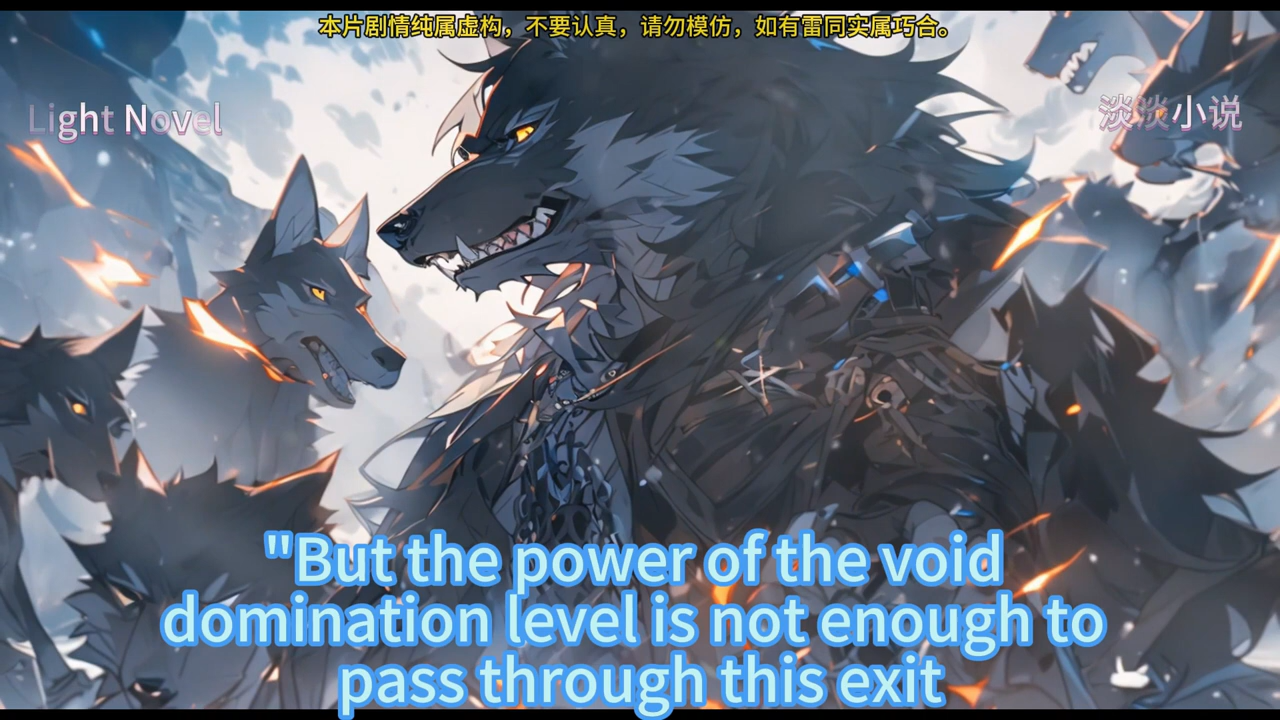 本片剧情纯属虚构，不要认真，请勿模仿，如有雷同实属巧合。
Light Novel
淡淡小说
"But the power of the void
domination level is not enough to
pass through this exit